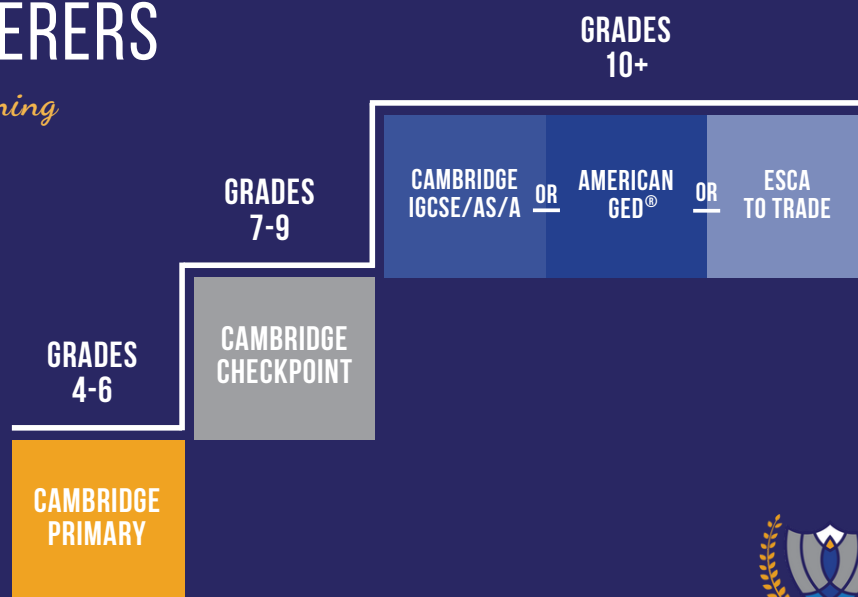 ERERS
ning
GRADES
10+
CAMBRIDGE
IGCSE/AS/A
OR
AMERICAN
GED®
OR
ESCA
TO TRADE
GRADES
7-9
CAMBRIDGE
CHECKPOINT
GRADES
4-6
CAMBRIDGE
PRIMARY